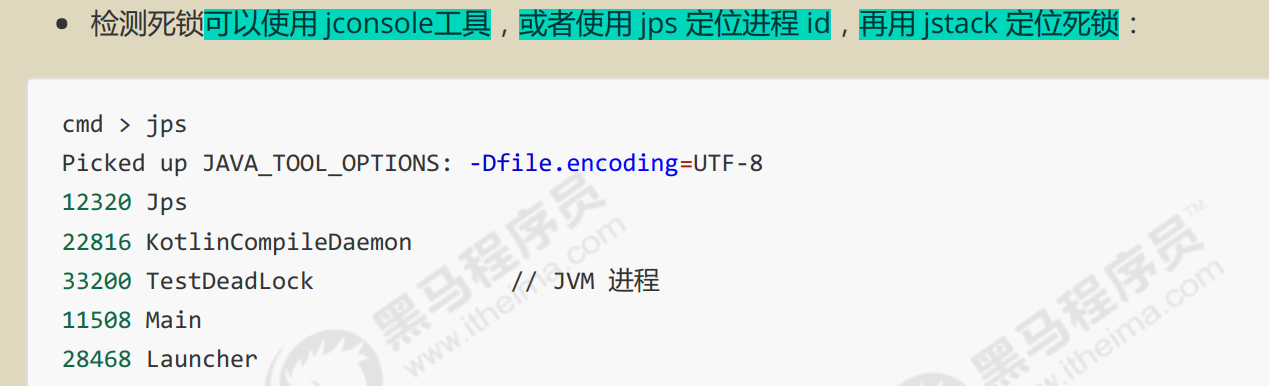 • 检测死锁可以使用 jconsole工具，或者使用 jps 定位进程 id，再用 jstack 定位死锁：
cmd > jps
Picked up JAVA_TOOL_OPTIONS: -Dfile.encoding=UTF-8
12320 Jps
22816 KotlinCompileDaemon
33200 TestDeadLock // JVM 进程
11508 Main
28468 Launcher
黑马程序员
www.itheima.com
黑马程序员™
www.itheima.com